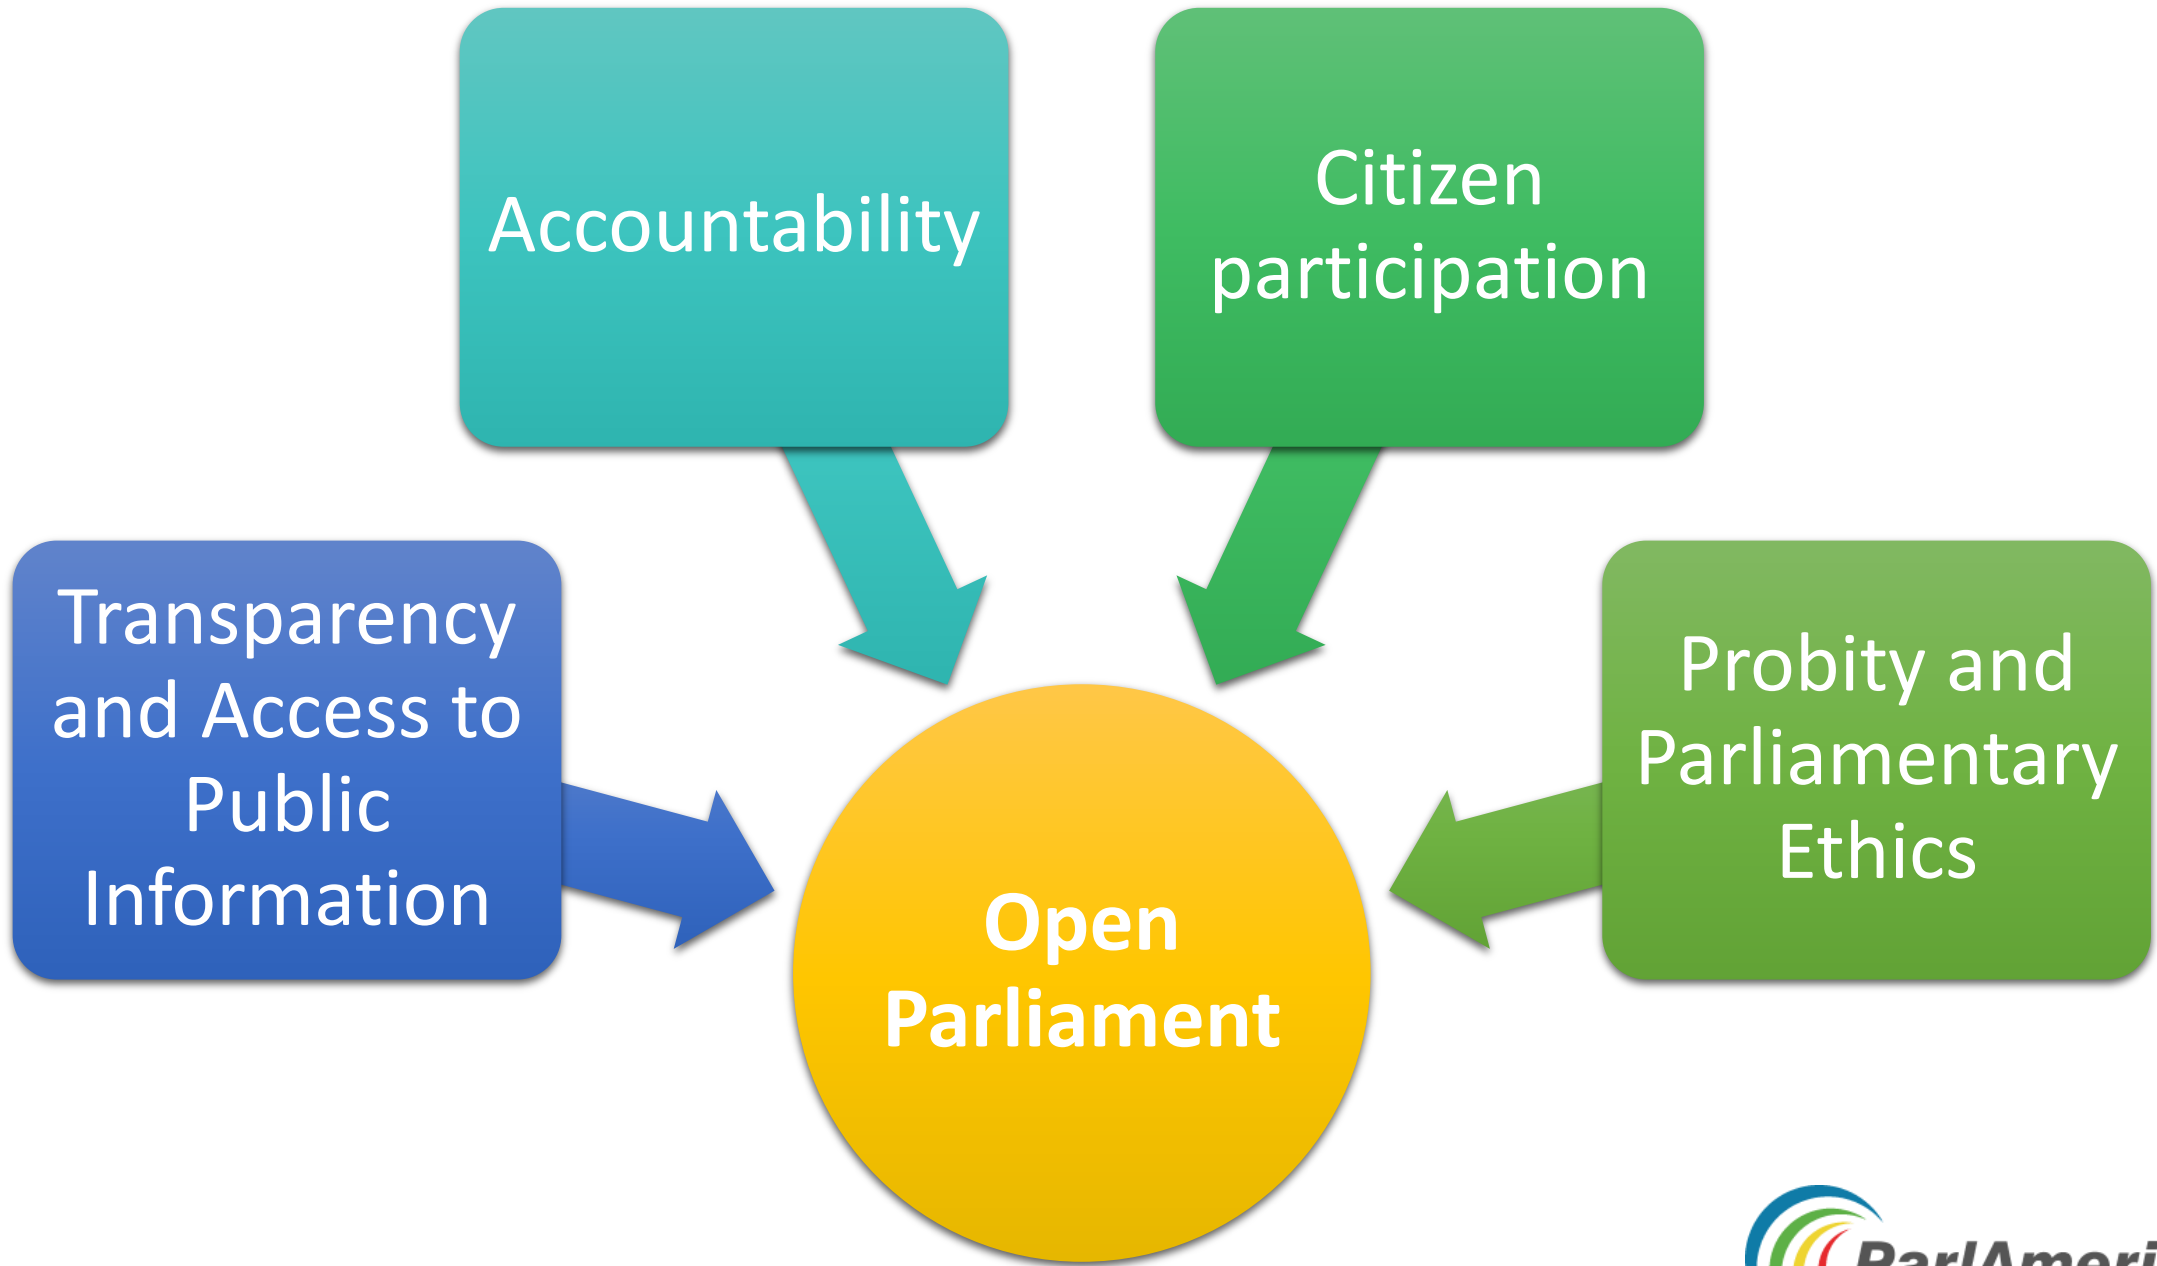 Accountability
Citizen
participation
Transparency
and Access to
Public
Information
Probity and
Parliamentary
Ethics
Open
Parliament